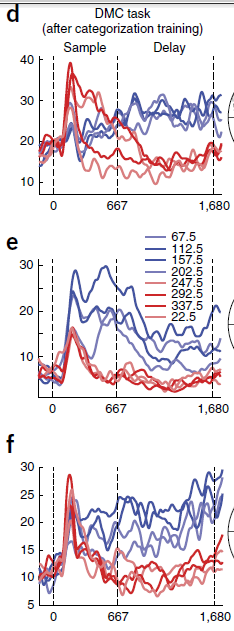 d
DMC task
(after categorization training)
Sample Delay
40
30
20
10
0 667 1,680
e
67.5
112.5
157.5
202.5
247.5
292.5
337.5
22.5
30
20
10
0 667 1,680
f
30
25
20
15
10
5
0 667 1,680